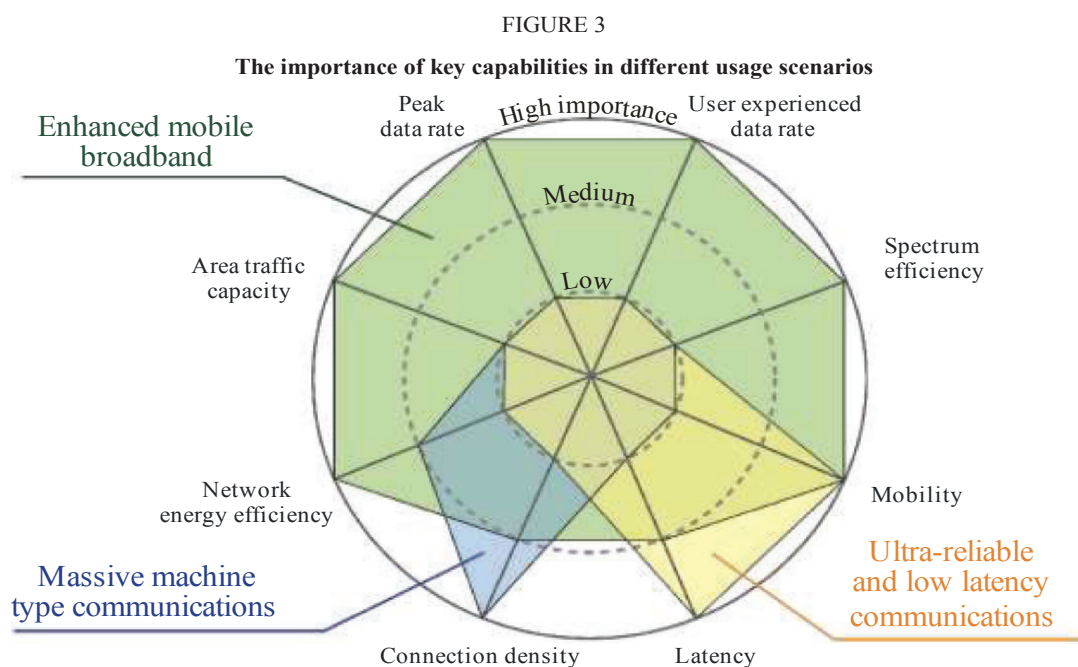 FIGURE 3
The importance of key capabilities in different usage scenarios
Enhanced mobile
broadband
Peak
data rate
High importance
User experienced
data rate
Medium
Low
Area traffic
capacity
Spectrum
efficiency
Network
energy efficiency
Mobility
Massive machine
type communications
Ultra-reliable
and low latency
communications
Connection density
Latency